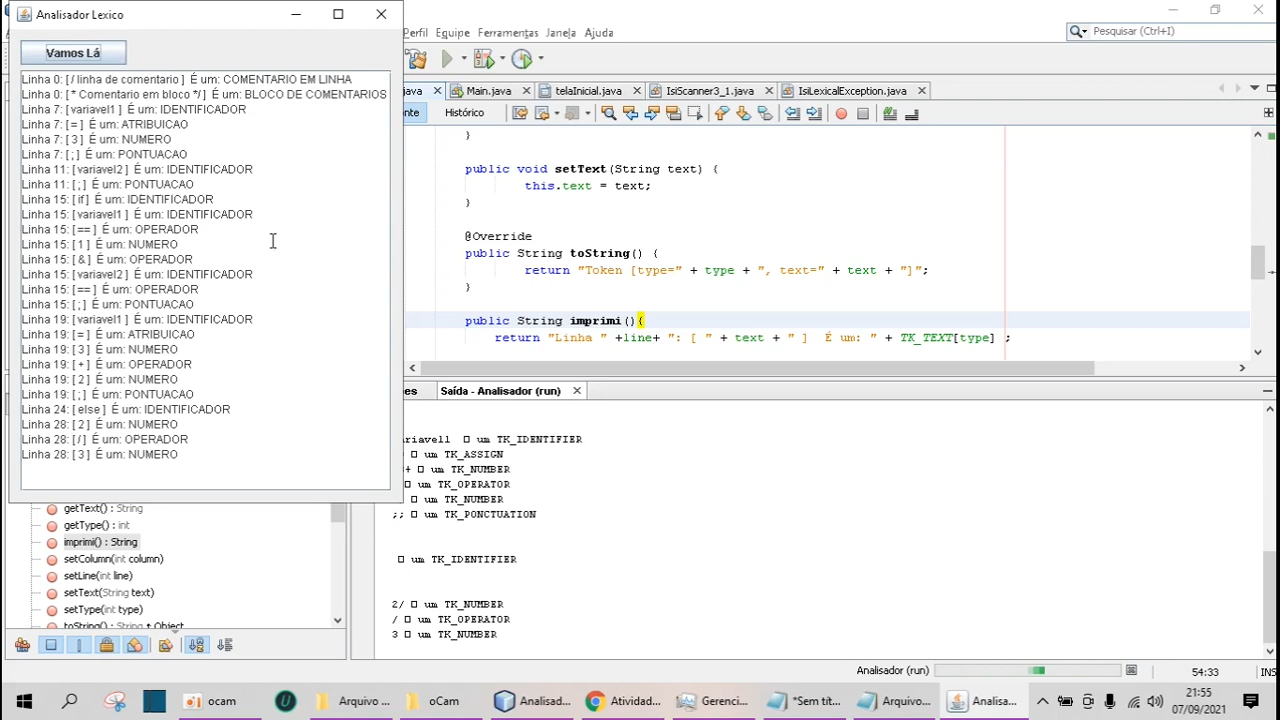 Analisador Lexico
Vamos Lá
Linha 0: [ / linha de comentario ] É um: COMENTARIO EM LINHA
Linha 0: [ * Comentario em bloco */ ] É um: BLOCO DE COMENTARIOS
Linha 7: [ variavel1 ] É um: IDENTIFICADOR
Linha 7: [ = ] É um: ATRIBUICAO
Linha 7: [ 3 ] É um: NUMERO
Linha 7: [ ; ] É um: PONTUACAO
Linha 11: [ variavel2 ] É um: IDENTIFICADOR
Linha 11: [ ; ] É um: PONTUACAO
Linha 15: [ if ] É um: IDENTIFICADOR
Linha 15: [ variavel1 ] É um: IDENTIFICADOR
Linha 15: [ == ] É um: OPERADOR
Linha 15: [ 1 ] É um: NUMERO
Linha 15: [ & ] É um: OPERADOR
Linha 15: [ variavel2 ] É um: IDENTIFICADOR
Linha 15: [ == ] É um: OPERADOR
Linha 15: [ ; ] É um: PONTUACAO
Linha 19: [ variavel1 ] É um: IDENTIFICADOR
Linha 19: [ = ] É um: ATRIBUICAO
Linha 19: [ 3 ] É um: NUMERO
Linha 19: [ + ] É um: OPERADOR
Linha 19: [ 2 ] É um: NUMERO
Linha 19: [ ; ] É um: PONTUACAO
Linha 24: [ else ] É um: IDENTIFICADOR
Linha 28: [ 2 ] É um: NUMERO
Linha 28: [ / ] É um: OPERADOR
Linha 28: [ 3 ] É um: NUMERO
Perfil Equipe Ferramentas Janela Ajuda
Pesquisar (Ctrl+I)
java Main.java telaInicial.java IsiScanner3_1.java IsiLexicalException.java
Histórico
}
public void setText(String text) {
this.text = text;
}
@Override
public String toString() {
return "Token [type=" + type + ", text=" + text + "]";
}
public String imprimi (){
return "Linha " +line+ ": [ " + text + " ]  É um: " + TK_TEXT[type] ;
Saída - Analisador (run)
ariavel1 um TK_IDENTIFIER
um TK_ASSIGN
+ um TK_NUMBER
um TK_OPERATOR
um TK_NUMBER
;; um TK_PONCTUATION
um TK_IDENTIFIER
2/ um TK_NUMBER
/ um TK_OPERATOR
3 um TK_NUMBER
getText() : String
getType() : int
imprimi() : String
setColumn(int column)
setLine(int line)
setText(String text)
setType(int type)
toString() : String ↑ Object
Analisador (run)
54:33
INS
ocam
Arquivo ...
oCam
Analisad...
Atividad...
Gerenci...
*Sem tít...
Arquivo...
Analisa...
21:55
07/09/2021